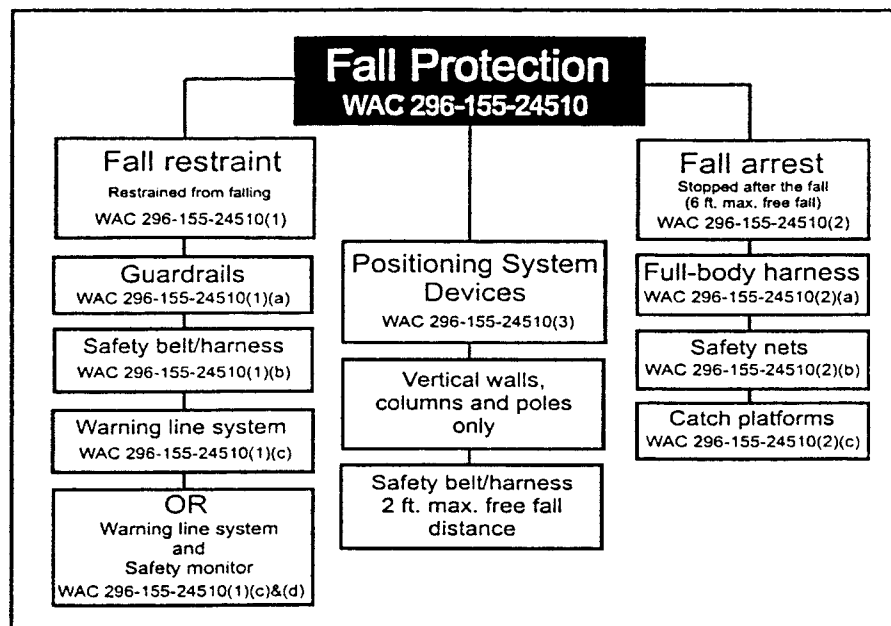 Fall Protection
WAC 296-155-24510
Fall restraint
Restrained from falling
WAC 296-155-24510(1)
Guardrails
WAC 296-155-24510(1)(a)
Safety belt/harness
WAC 296-155-24510(1)(b)
Warning line system
WAC 296-155-24510(1)(c)
OR
Warning line system
and
Safety monitor
WAC 296-155-24510(1)(c)&(d)
Positioning System
Devices
WAC 296-155-24510(3)
Vertical walls,
columns and poles
only
Safety belt/harness
2 ft. max. free fall
distance
Fall arrest
Stopped after the fall
(6 ft. max. free fall)
WAC 296-155-24510(2)
Full-body harness
WAC 296-155-24510(2)(a)
Safety nets
WAC 296-155-24510(2)(b)
Catch platforms
WAC 296-155-24510(2)(c)